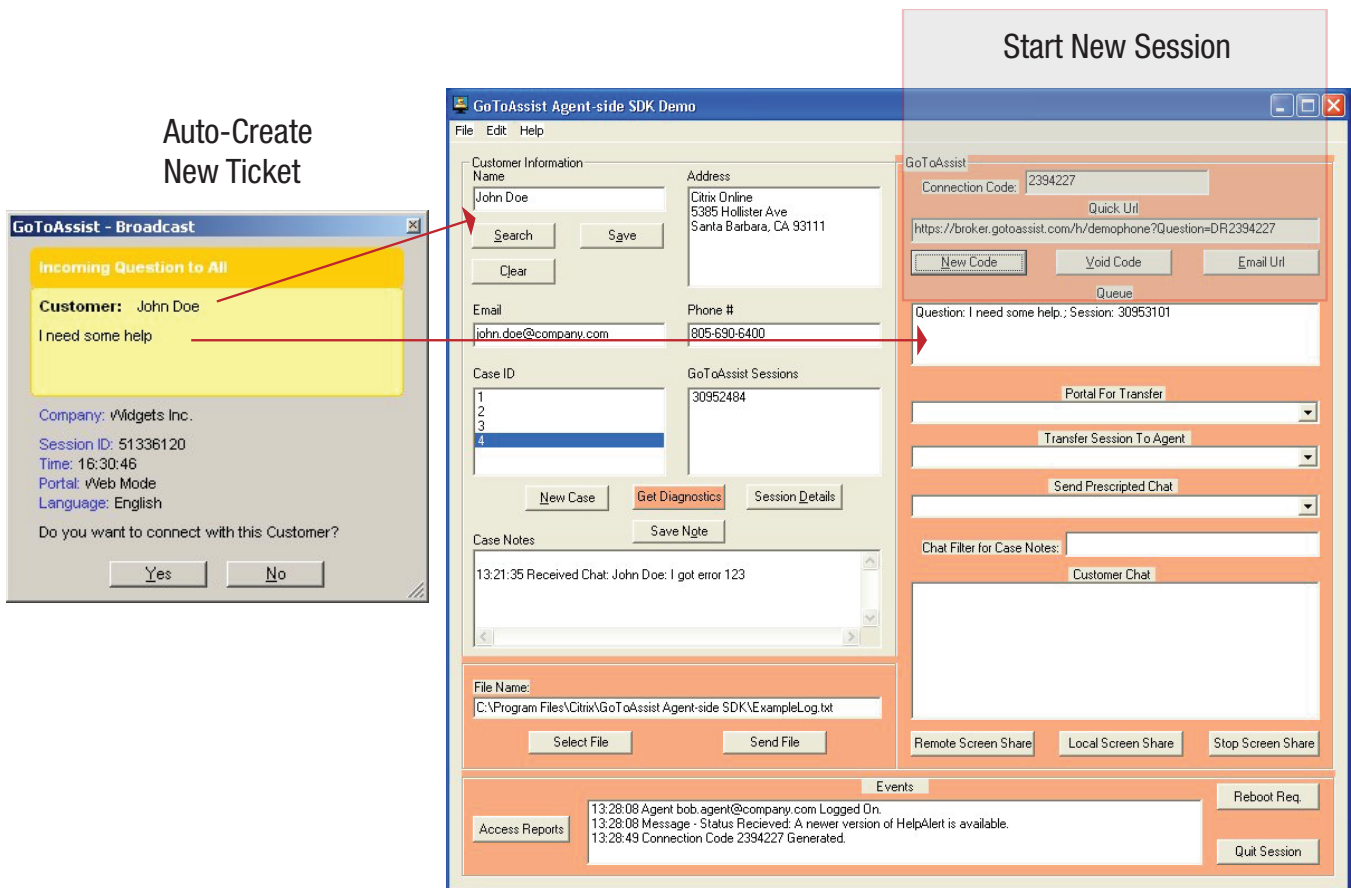 Start New Session
Auto-Create
New Ticket
GoToAssist - Broadcast
Incoming Question to All
Customer: John Doe
I need some help
Company: Widgets Inc.
Session ID: 51336120
Time: 16:30:46
Portal: Web Mode
Language: English
Do you want to connect with this Customer?
Yes No
GoToAssist Agent-side SDK Demo
File Edit Help
Customer Information
Name
John Doe
Search Save
Clear
Address
Citrix Online
5385 Hollister Ave
Santa Barbara, CA 93111
Email
john.doe@company.com
Phone #
805-690-6400
Case ID
1
2
3
4
GoToAssist Sessions
30952484
New Case Get Diagnostics Session Details
Save Note
Case Notes
13:21:35 Received Chat: John Doe: I got error 123
File Name:
C:\Program Files\Citrix\GoToAssist Agent-side SDK\ExampleLog.txt
Select File Send File
GoToAssist
Connection Code: 2394227
Quick Url
https://broker.gotoassist.com/h/demophone?Question=DR2394227
New Code Void Code Email Url
Queue
Question: I need some help.; Session: 30953101
Portal For Transfer
Transfer Session To Agent
Send Prescripted Chat
Chat Filter for Case Notes:
Customer Chat
Remote Screen Share Local Screen Share Stop Screen Share
Events
Access Reports
13:28:08 Agent bob.agent@company.com Logged On.
13:28:08 Message - Status Recieved: A newer version of HelpAlert is available.
13:28:49 Connection Code 2394227 Generated.
Reboot Req.
Quit Session